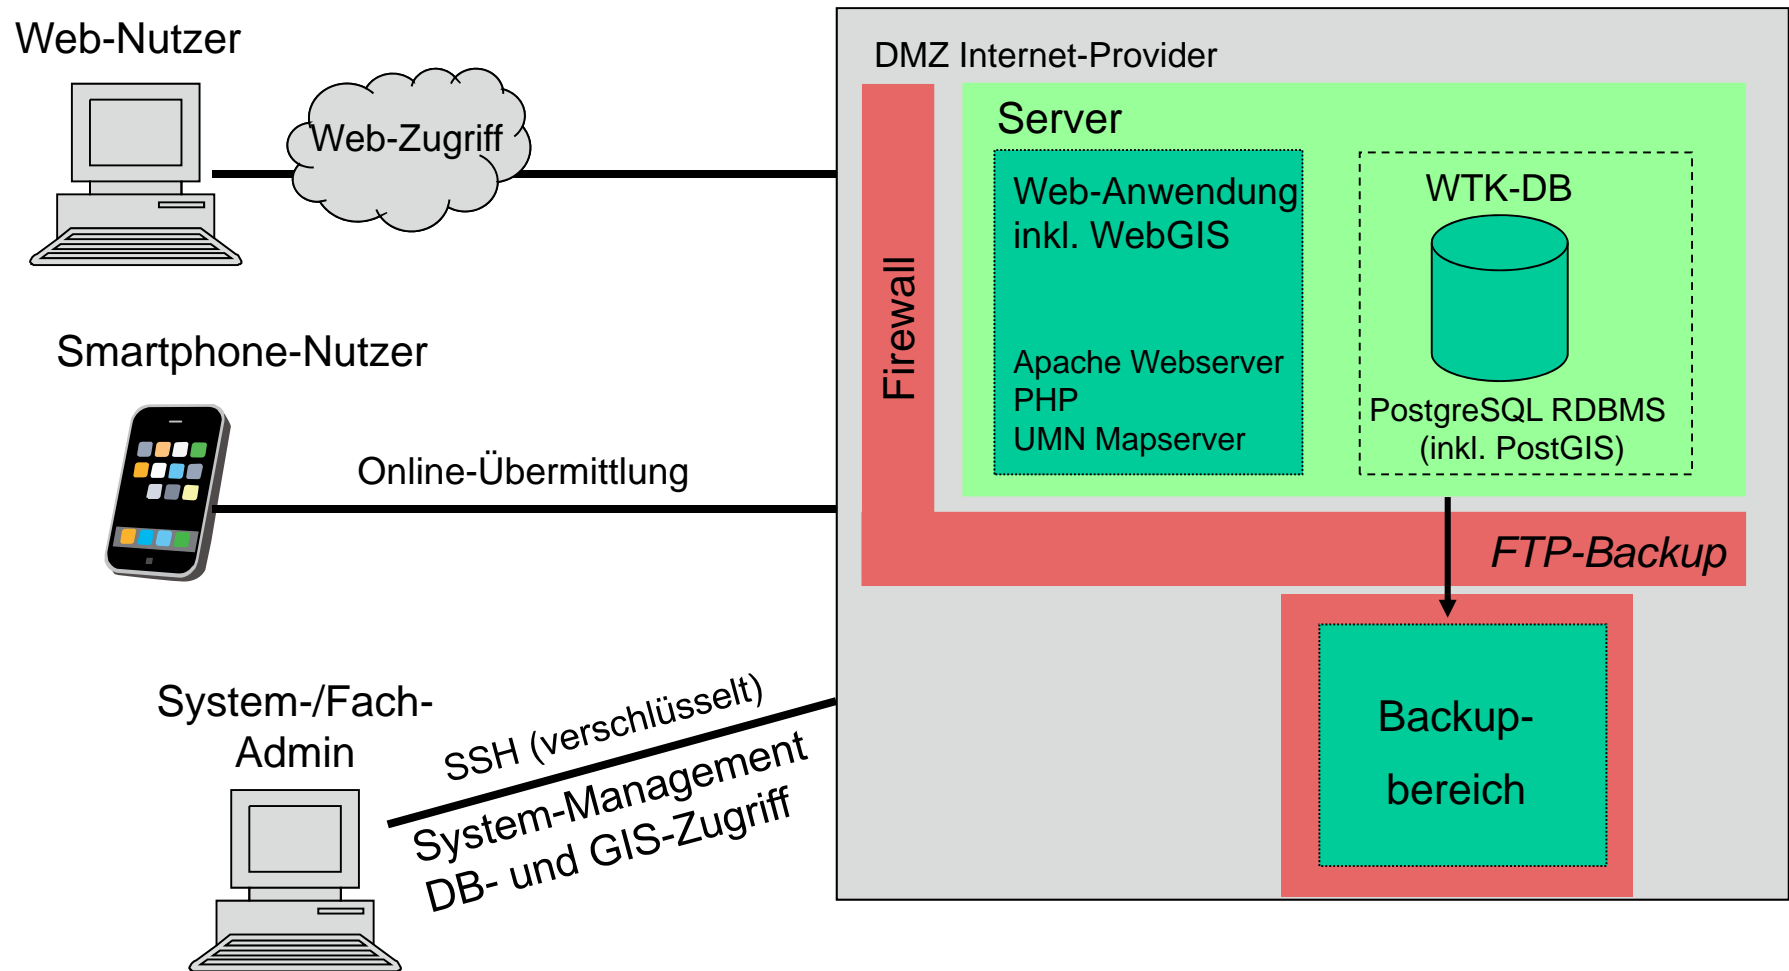 Web-Nutzer
Web-Zugriff
Smartphone-Nutzer
Online-Übermittlung
System-/Fach-
Admin
SSH (verschlüsselt)
System-Management
DB- und GIS-Zugriff
DMZ Internet-Provider
Firewall
Server
Web-Anwendung
inkl. WebGIS
Apache Webserver
PHP
UMN Mapserver
WTK-DB
PostgreSQL RDBMS
(inkl. PostGIS)
FTP-Backup
Backup-
bereich